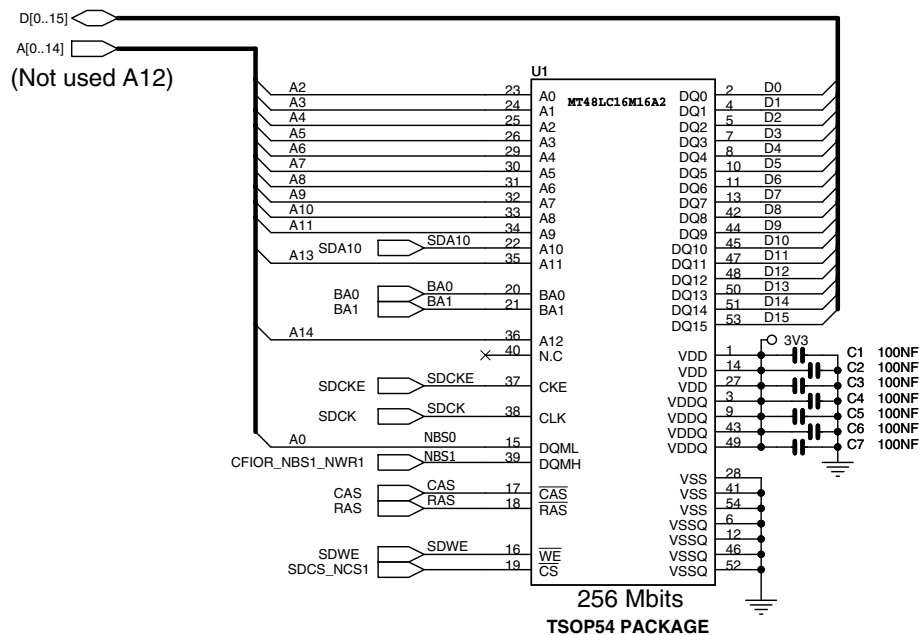 D[0..15]
A[0..14]
(Not used A12)
U1
MT48LC16M16A2
A2 23 A0 DQ0 2 D0
A3 24 A1 DQ1 4 D1
A4 25 A2 DQ2 5 D2
A5 26 A3 DQ3 7 D3
A6 29 A4 DQ4 8 D4
A7 30 A5 DQ5 10 D5
A8 31 A6 DQ6 11 D6
A9 32 A7 DQ7 13 D7
A10 33 A8 DQ8 42 D8
A11 34 A9 DQ9 44 D9
SDA10 SDA10 22 A10 DQ10 45 D10
A13 35 A11 DQ11 47 D11
DQ12 48 D12
BA0 BA0 20 BA0 DQ13 50 D13
BA1 BA1 21 BA1 DQ14 51 D14
DQ15 53 D15
A14 36 A12
3V3
40 N.C VDD 1 C1 100NF
VDD 14 C2 100NF
SDCKE SDCKE 37 CKE VDD 27 C3 100NF
VDDQ 3 C4 100NF
SDCK SDCK 38 CLK VDDQ 9 C5 100NF
VDDQ 43 C6 100NF
A0 NBS0 15 DQML VDDQ 49 C7 100NF
CFIOR_NBS1_NWR1 NBS1 39 DQMH
VSS 28
CAS CAS 17 CAS VSS 41
RAS RAS 18 RAS VSS 54
VSSQ 6
VSSQ 12
SDWE SDWE 16 WE VSSQ 46
SDCS_NCS1 19 CS VSSQ 52
256 Mbits
TSOP54 PACKAGE